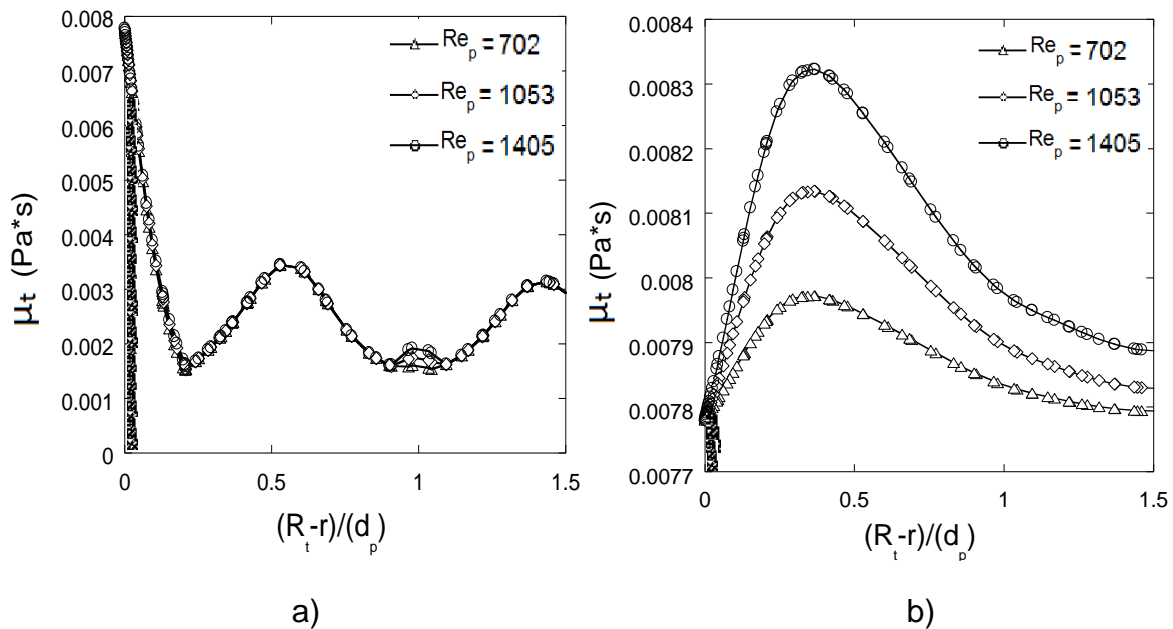 0.008
0.007
0.006
0.005
0.004
0.003
0.002
0.001
0
μt (Pa*s)
Rep = 702
Rep = 1053
Rep = 1405
0 0.5 1 1.5
(Rt-r)/(dp)
a)
0.0084
0.0083
0.0082
0.0081
0.008
0.0079
0.0078
0.0077
μt (Pa*s)
Rep = 702
Rep = 1053
Rep = 1405
0 0.5 1 1.5
(Rt-r)/(dp)
b)